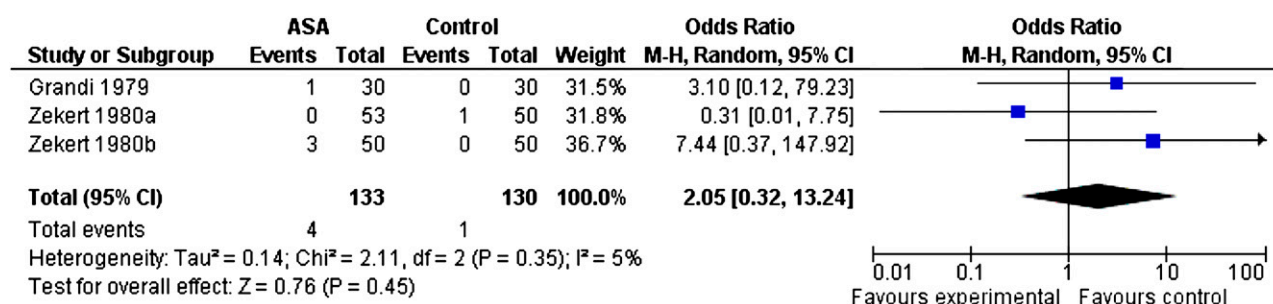 ASA Control Odds Ratio Odds Ratio
Study or Subgroup Events Total Events Total Weight M-H, Random, 95% CI M-H, Random, 95% CI
Grandi 1979 1 30 0 30 31.5% 3.10 [0.12, 79.23]
Zekert 1980a 0 53 1 50 31.8% 0.31 [0.01, 7.75]
Zekert 1980b 3 50 0 50 36.7% 7.44 [0.37, 147.92]
Total (95% CI) 133 130 100.0% 2.05 [0.32, 13.24]
Total events 4 1
Heterogeneity: Tau² = 0.14; Chi² = 2.11, df = 2 (P = 0.35); I² = 5%
Test for overall effect: Z = 0.76 (P = 0.45)
0.01 0.1 1 10 100
Favours experimental Favours control